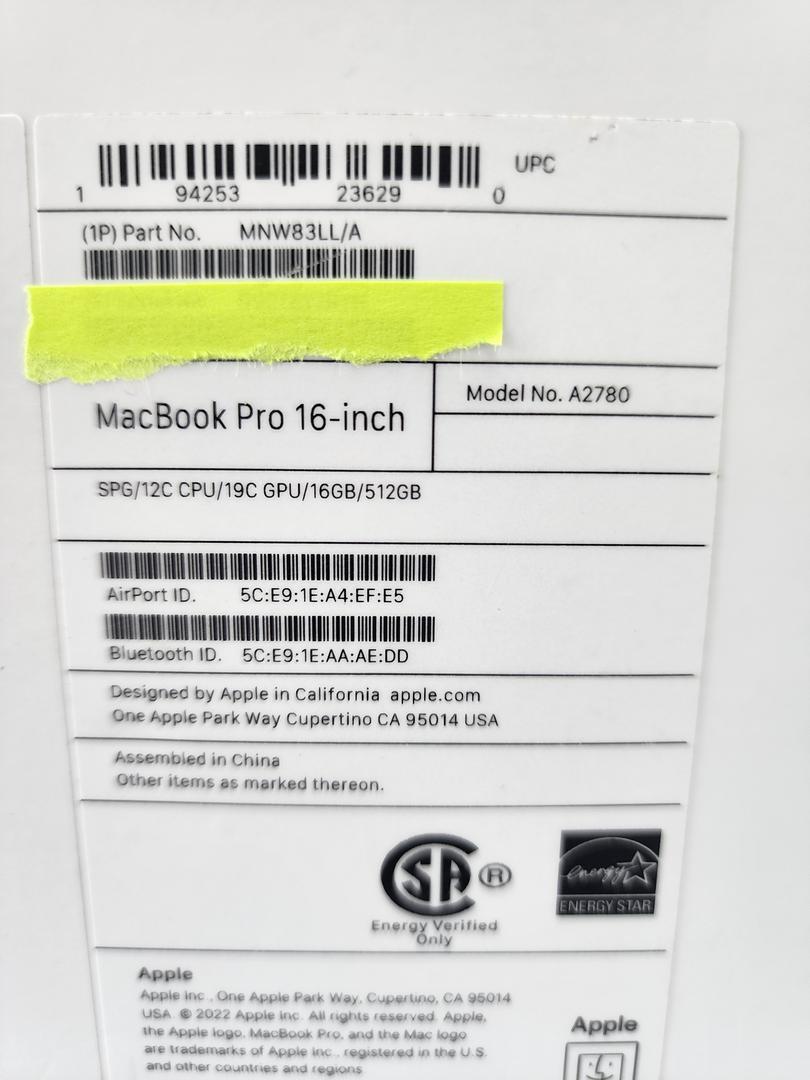 UPC
1 94253 23629 0
(1P) Part No. MNW83LL/A
MacBook Pro 16-inch
Model No. A2780
SPG/12C CPU/19C GPU/16GB/512GB
AirPort ID. 5C:E9:1E:A4:EF:E5
Bluetooth ID. 5C:E9:1E:AA:AE:DD
Designed by Apple in California apple.com
One Apple Park Way Cupertino CA 95014 USA
Assembled in China
Other items as marked thereon.
SA ®
Energy Verified
Only
energy
ENERGY STAR
Apple
Apple Inc., One Apple Park Way, Cupertino, CA 95014
USA. © 2022 Apple Inc. All rights reserved. Apple,
the Apple logo, MacBook Pro, and the Mac logo
are trademarks of Apple Inc., registered in the U.S.
and other countries and regions
Apple